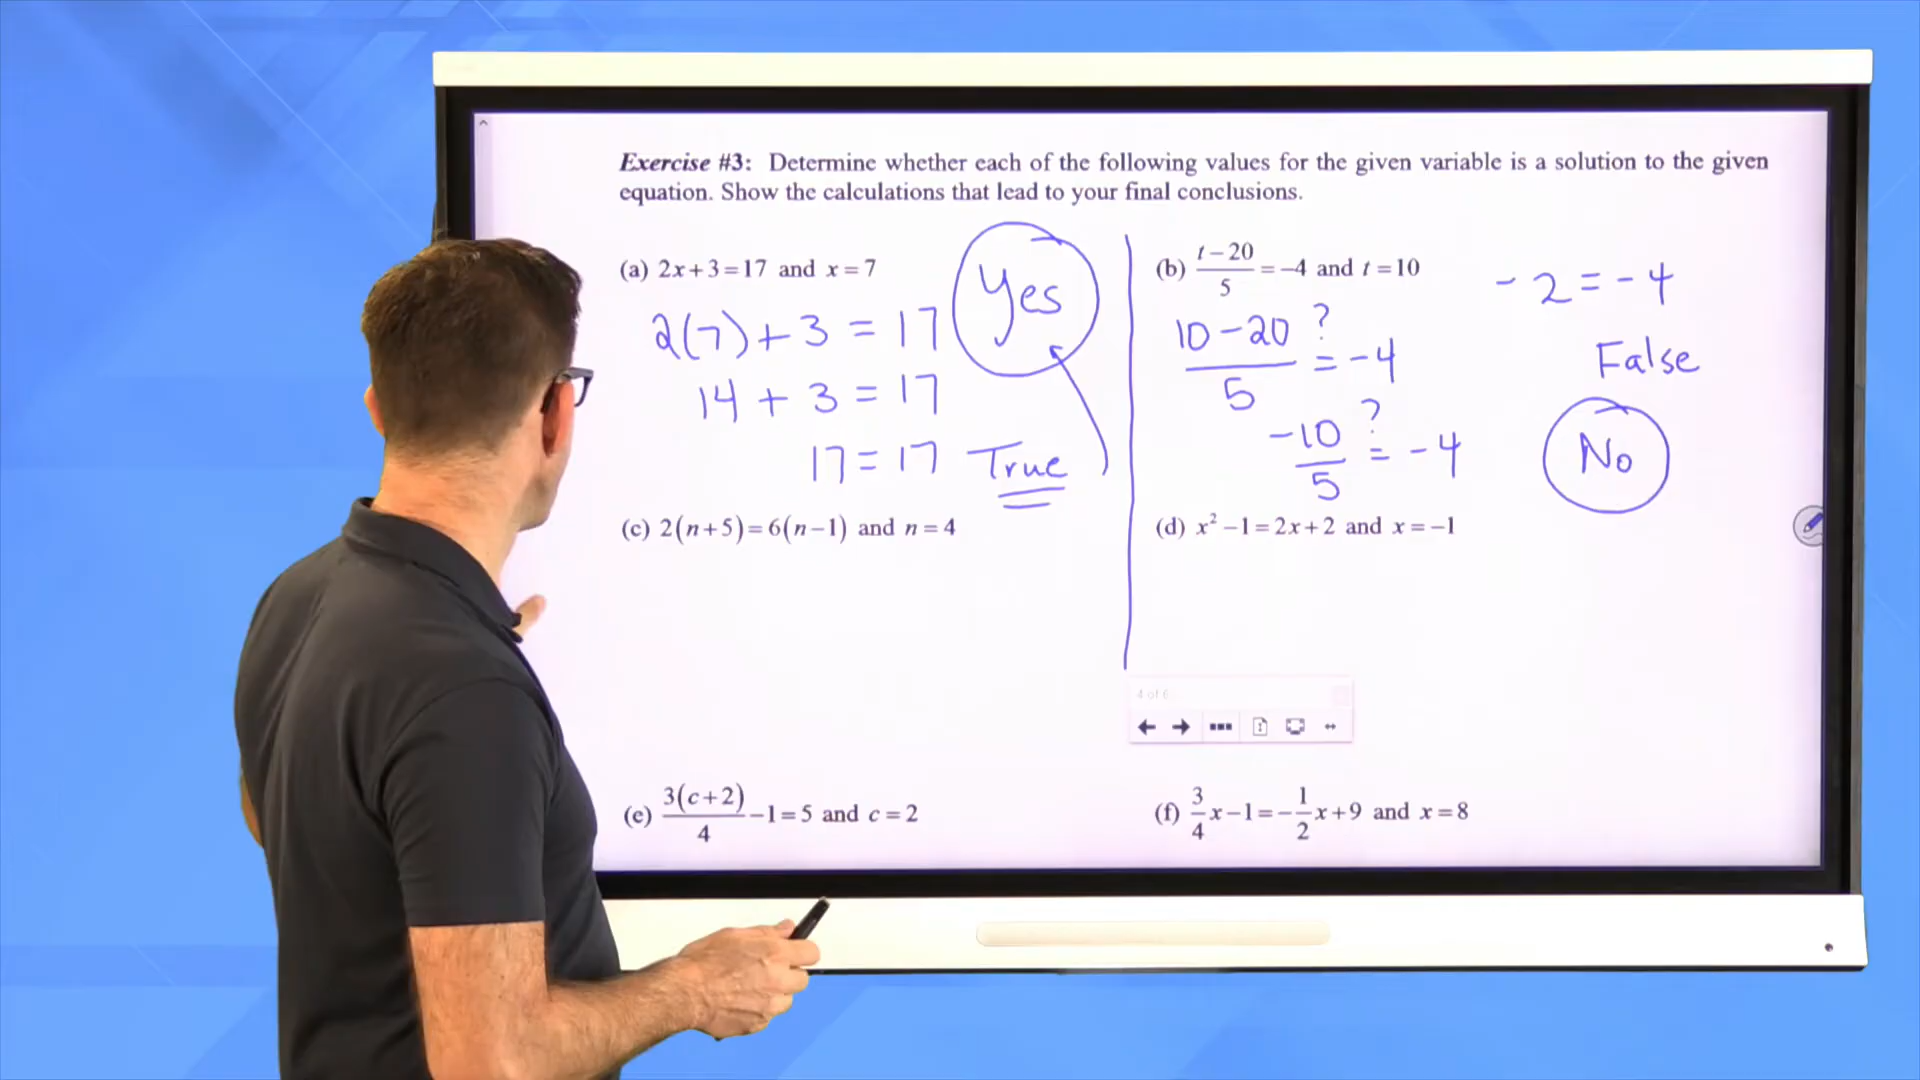 Exercise #3: Determine whether each of the following values for the given variable is a solution to the given
equation. Show the calculations that lead to your final conclusions.
(a) 2x+3=17 and x=7
2(7)+3 = 17
14 + 3 = 17
17 = 17 True
Yes
(b) (t−20)/5 = −4 and t=10
(10−20)/5 ?= −4
−10/5 ?= −4
−2 = −4
False
No
(c) 2(n+5)=6(n−1) and n=4
(d) x²−1=2x+2 and x=−1
4 of 6
(e) 3(c+2)/4 −1=5 and c=2
(f) 3/4 x−1=−1/2 x+9 and x=8